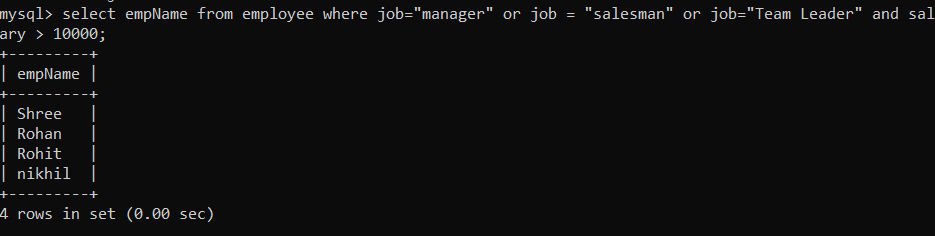 mysql> select empName from employee where job="manager" or job = "salesman" or job="Team Leader" and sal
ary > 10000;
+---------+
| empName |
+---------+
| Shree   |
| Rohan   |
| Rohit   |
| nikhil  |
+---------+
4 rows in set (0.00 sec)